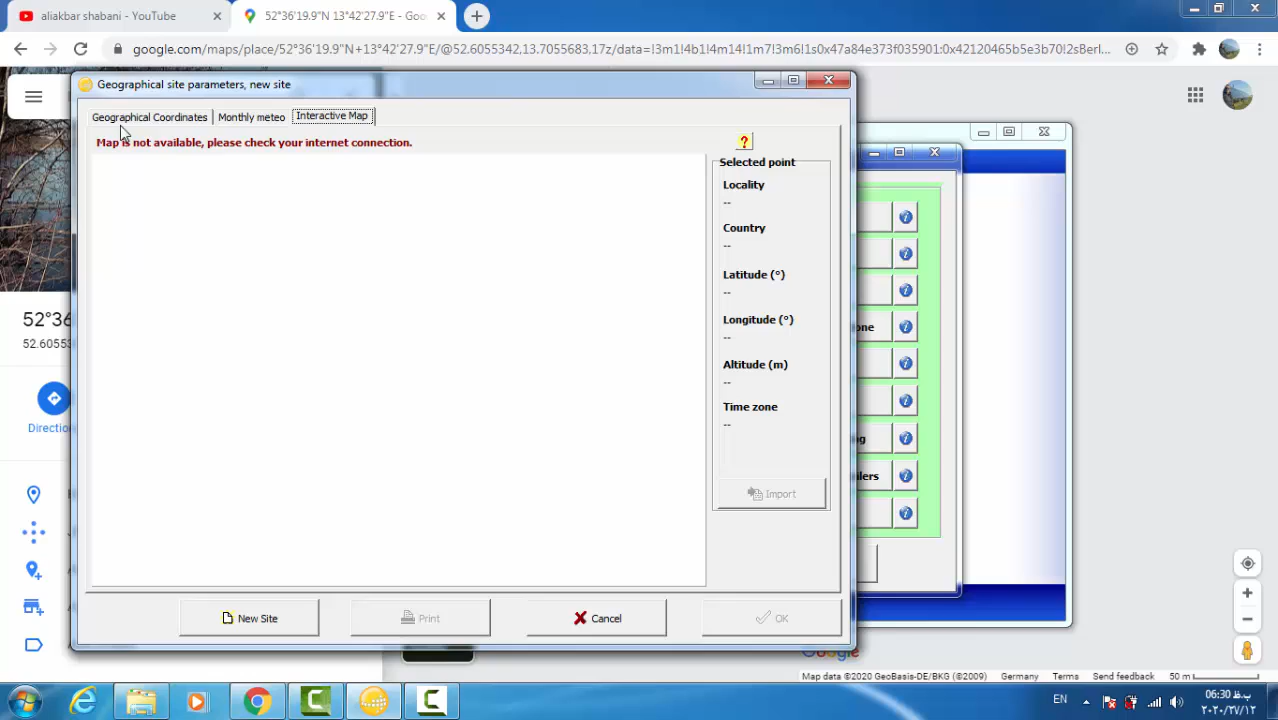 aliakbar shabani - YouTube
52°36'19.9"N 13°42'27.9"E - Goo
google.com/maps/place/52°36'19.9"N+13°42'27.9"E/@52.6055342,13.7055683,17z/data=!3m1!4b1!4m14!1m7!3m6!1s0x47a84e373f035901:0x42120465b5e3b70!2sBerl...
Geographical site parameters, new site
Geographical Coordinates
Monthly meteo
Interactive Map
Map is not available, please check your internet connection.
?
Selected point
Locality
--
Country
--
Latitude (°)
--
Longitude (°)
--
Altitude (m)
--
Time zone
--
Import
New Site
Print
Cancel
OK
one
g
ilers
52°36
52.6055
Directio
Google
Map data ©2020 GeoBasis-DE/BKG (©2009)
Germany
Terms
Send feedback
50 m
EN
06:30 ب.ظ